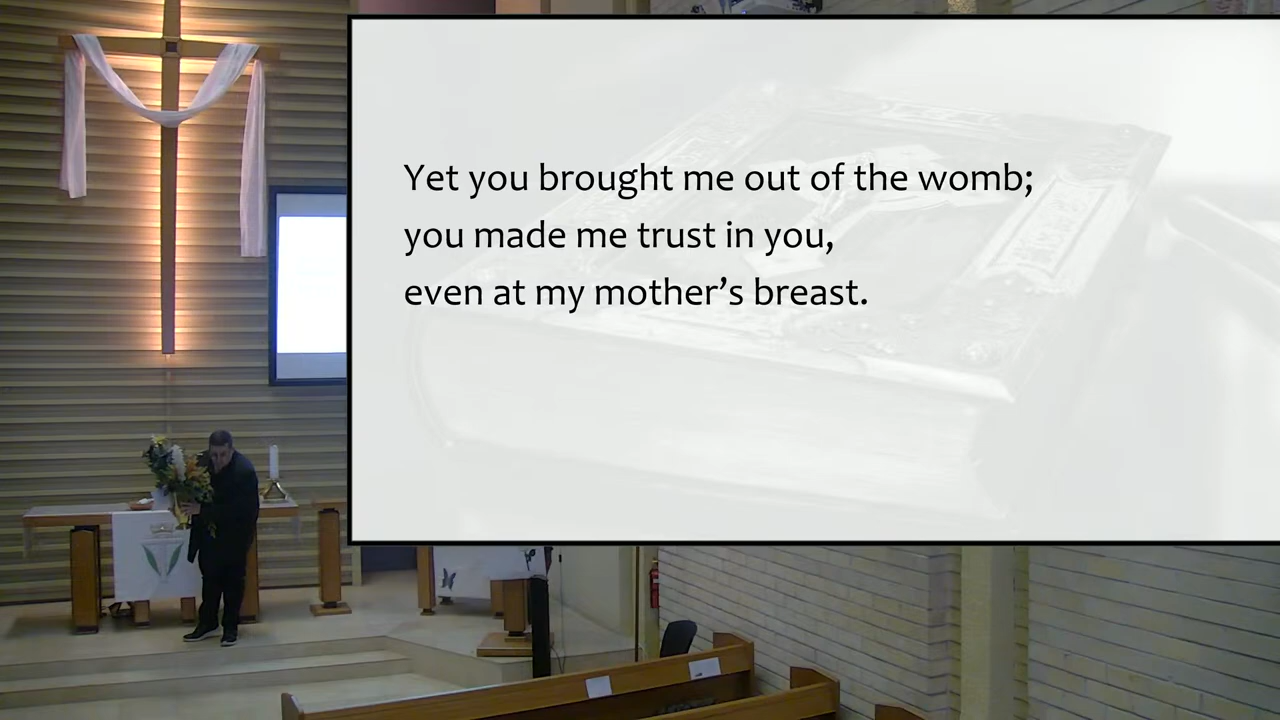 Yet you brought me out of the womb;
you made me trust in you,
even at my mother’s breast.